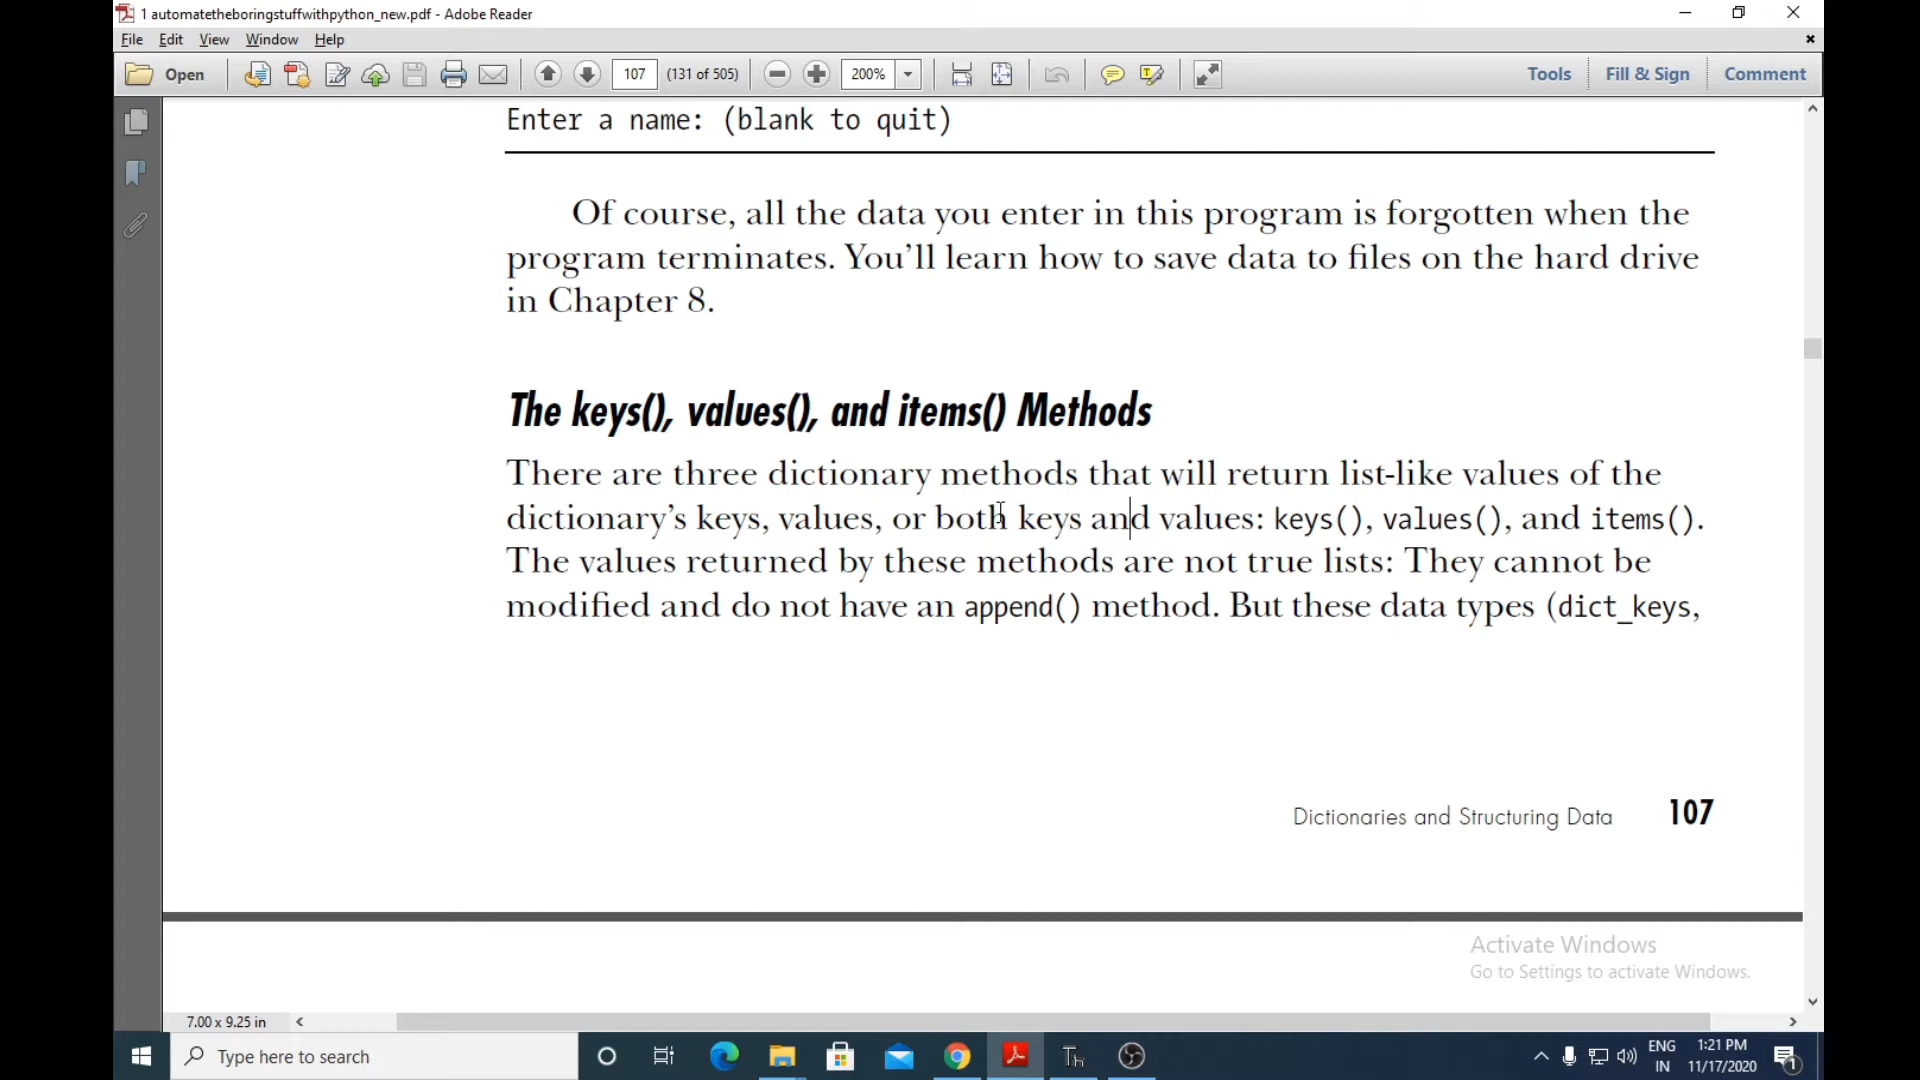 1 automatetheboringstuffwithpython_new.pdf - Adobe Reader
File Edit View Window Help
Open 107 (131 of 505) 200% Tools Fill & Sign Comment
Enter a name: (blank to quit)
Of course, all the data you enter in this program is forgotten when the
program terminates. You’ll learn how to save data to files on the hard drive
in Chapter 8.
The keys(), values(), and items() Methods
There are three dictionary methods that will return list-like values of the
dictionary’s keys, values, or both keys and values: keys(), values(), and items().
The values returned by these methods are not true lists: They cannot be
modified and do not have an append() method. But these data types (dict_keys,
Dictionaries and Structuring Data 107
Activate Windows
Go to Settings to activate Windows.
7.00 x 9.25 in
Type here to search
Th
ENG
IN
1:21 PM
11/17/2020
1